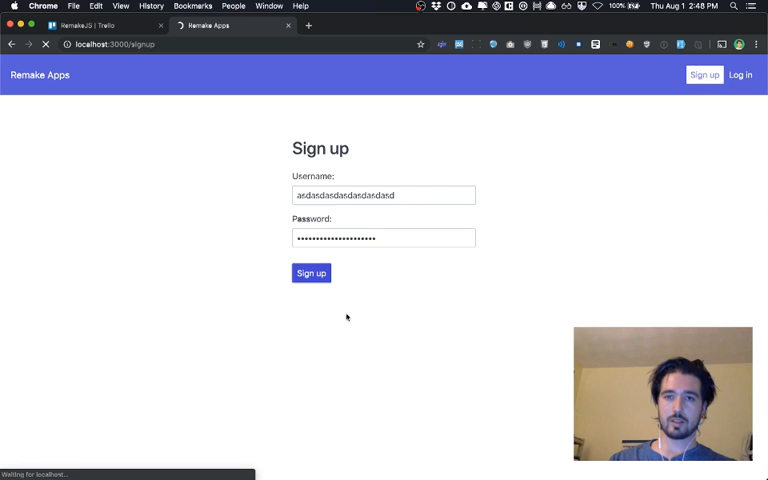 Chrome File Edit View History Bookmarks People Window Help 100% Thu Aug 1 2:48 PM
RemakeJS | Trello Remake Apps
localhost:3000/signup
Remake Apps Sign up Log in
Sign up
Username:
asdasdasdasdasdasdasd
Password:
Sign up
Waiting for localhost...